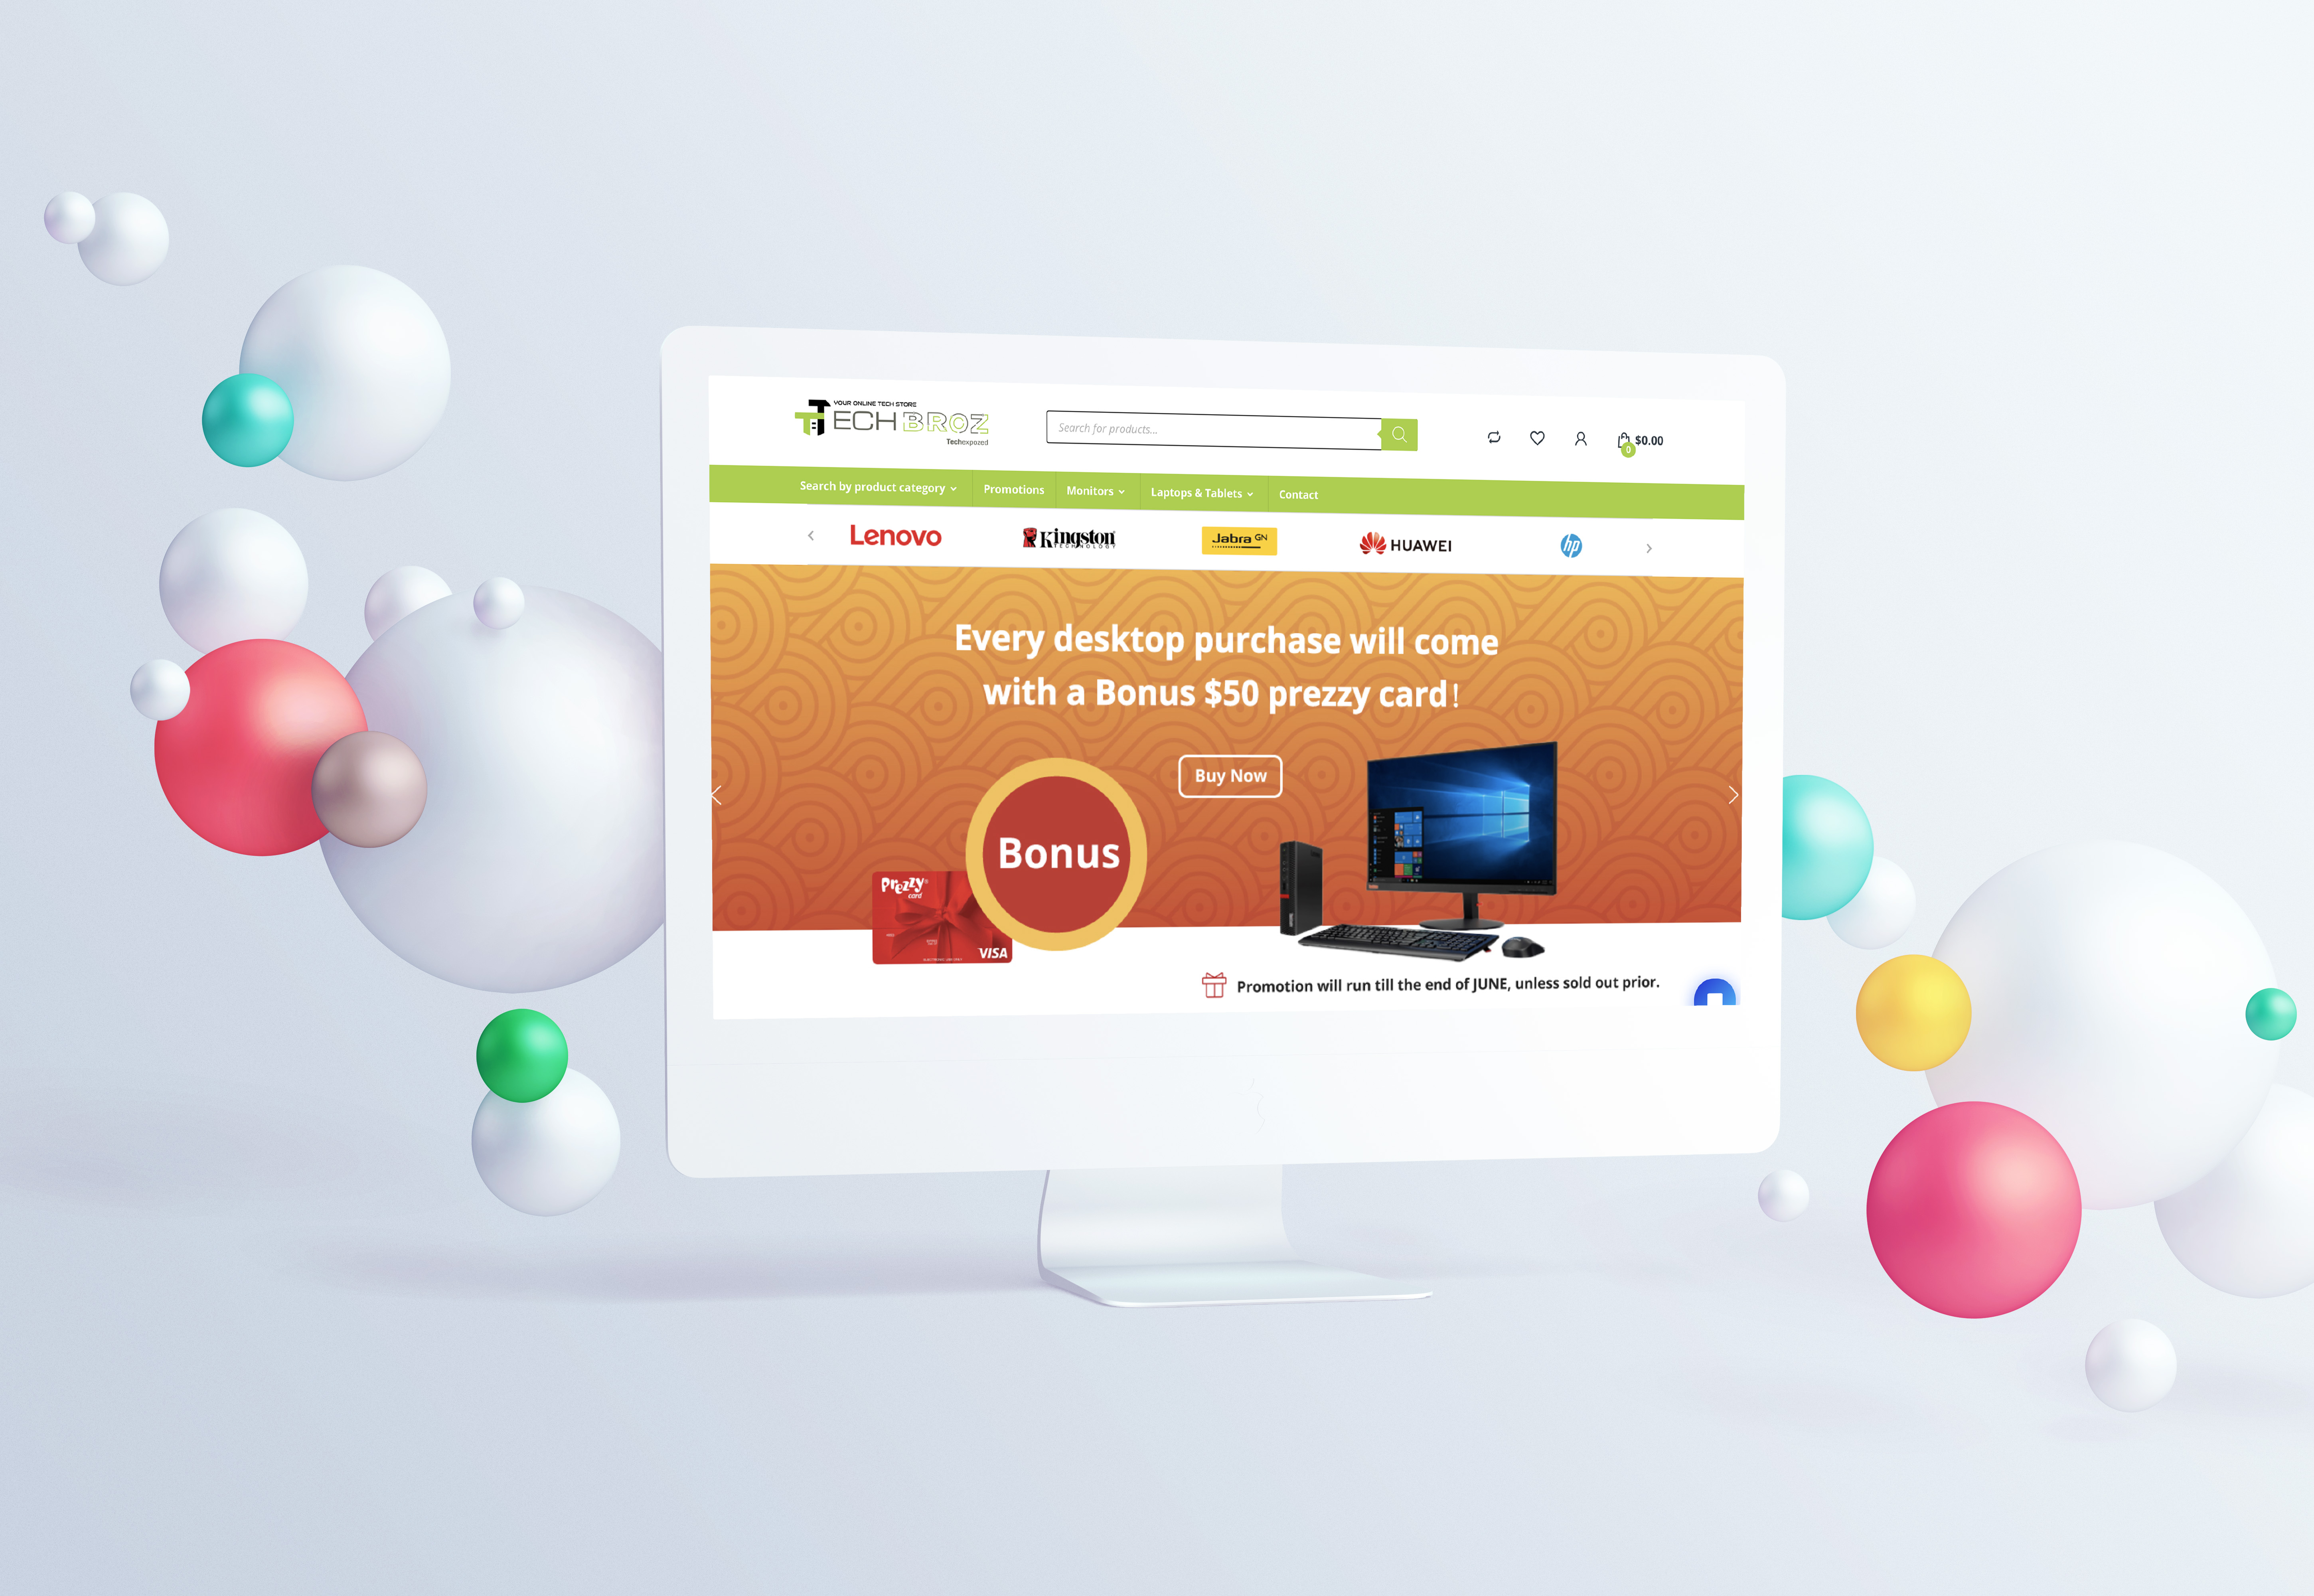 YOUR ONLINE TECH STORE
TECH BROZ
Techexpozed
Search for products...
0
$0.00
Search by product category
Promotions
Monitors
Laptops & Tablets
Contact
Lenovo
Kingston
TECHNOLOGY
Jabra GN
HUAWEI
hp
Every desktop purchase will come
with a Bonus $50 prezzy card!
Buy Now
Bonus
Prezzy®
card
VISA
ELECTRONIC USE ONLY
Promotion will run till the end of JUNE, unless sold out prior.